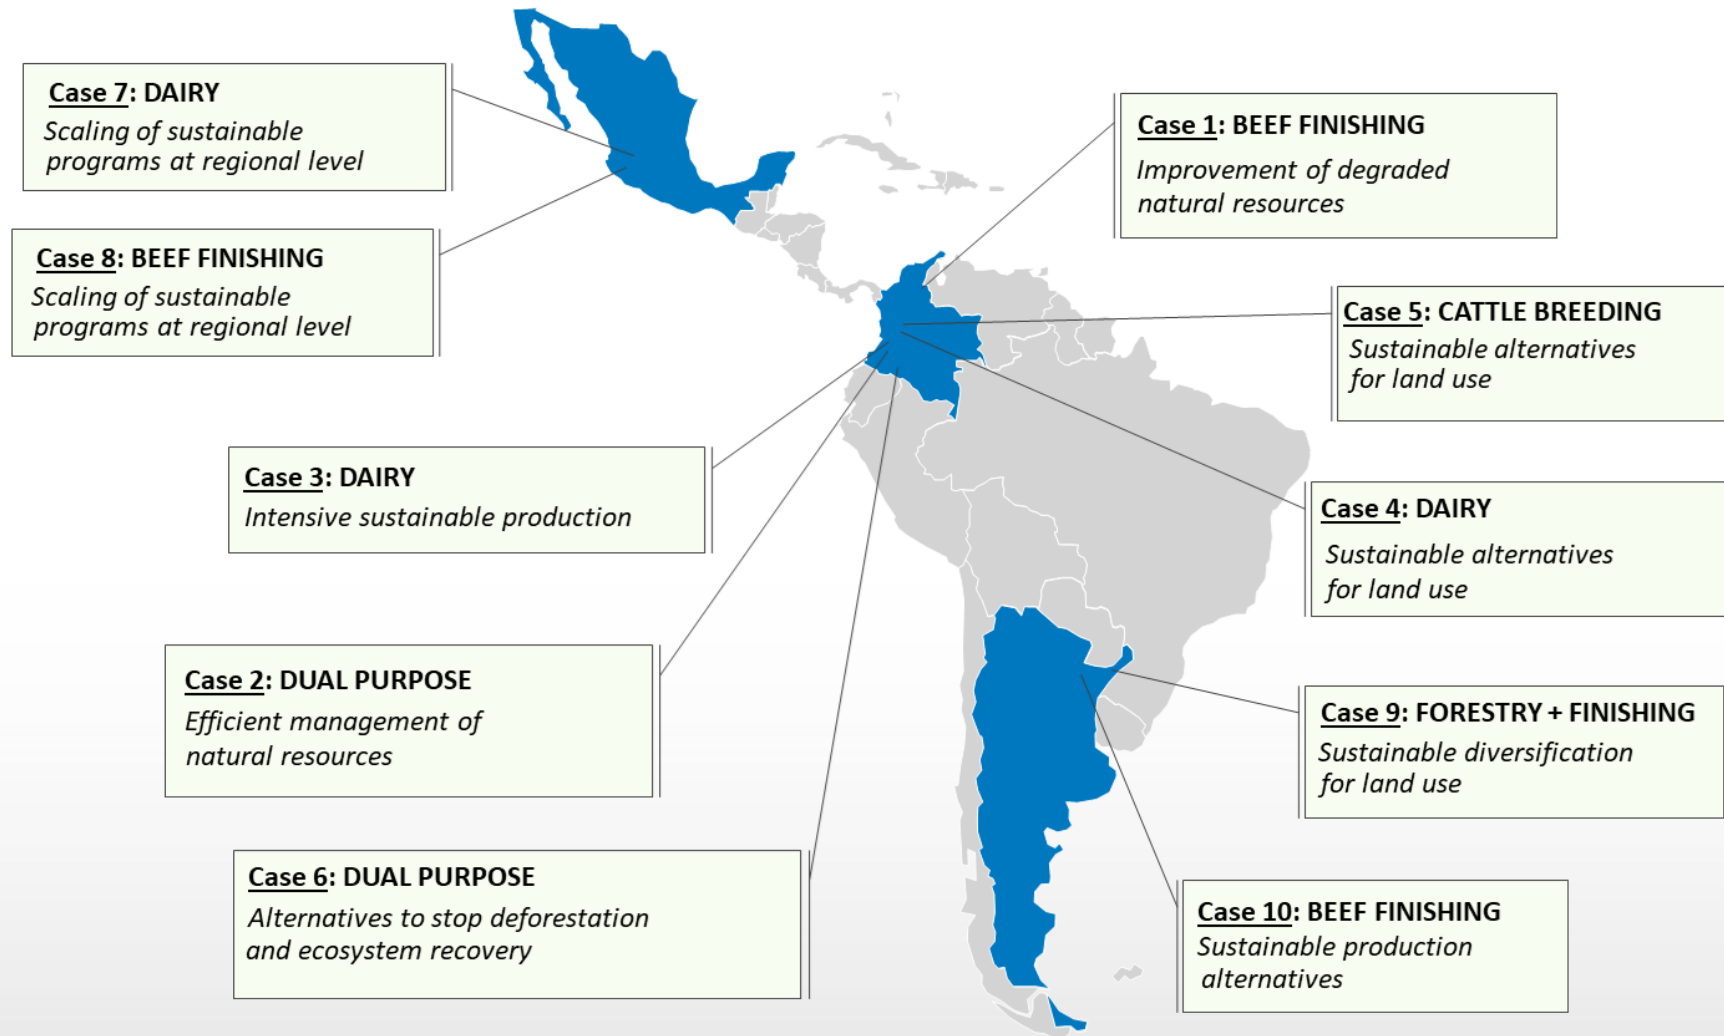 Case 7: DAIRY
Scaling of sustainable
programs at regional level
Case 8: BEEF FINISHING
Scaling of sustainable
programs at regional level
Case 1: BEEF FINISHING
Improvement of degraded
natural resources
Case 5: CATTLE BREEDING
Sustainable alternatives
for land use
Case 3: DAIRY
Intensive sustainable production
Case 4: DAIRY
Sustainable alternatives
for land use
Case 2: DUAL PURPOSE
Efficient management of
natural resources
Case 9: FORESTRY + FINISHING
Sustainable diversification
for land use
Case 6: DUAL PURPOSE
Alternatives to stop deforestation
and ecosystem recovery
Case 10: BEEF FINISHING
Sustainable production
alternatives